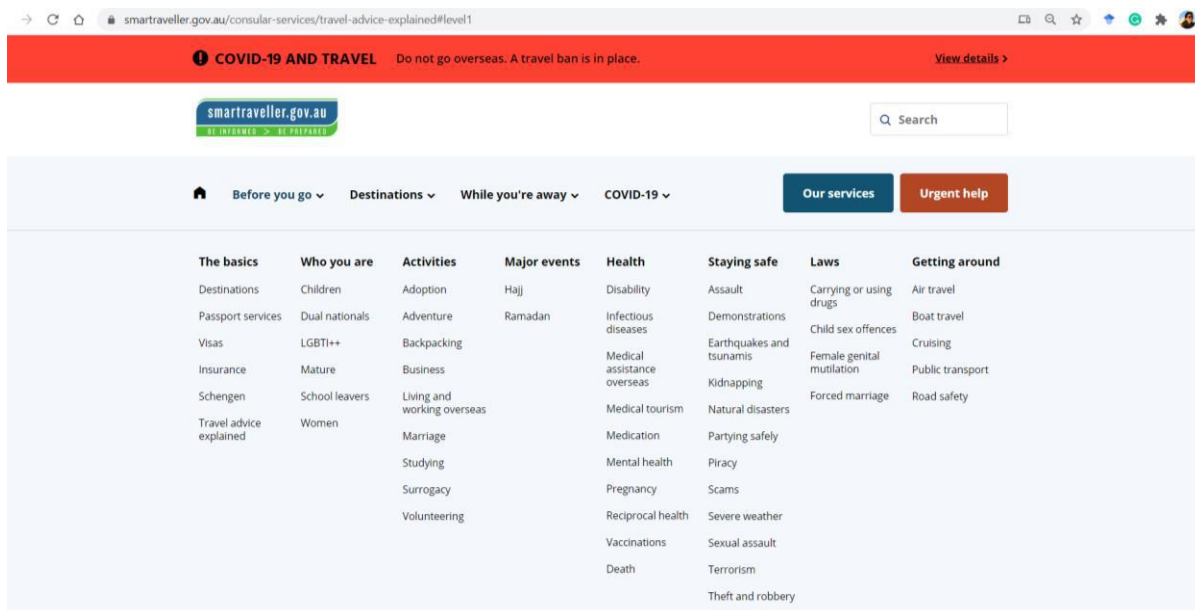 smartraveller.gov.au/consular-services/travel-advice-explained#level1
COVID-19 AND TRAVEL Do not go overseas. A travel ban is in place. View details >
smartraveller.gov.au
BE INFORMED > BE PREPARED
Search
Before you go Destinations While you're away COVID-19 Our services Urgent help
The basics
Destinations
Passport services
Visas
Insurance
Schengen
Travel advice
explained
Who you are
Children
Dual nationals
LGBTI++
Mature
School leavers
Women
Activities
Adoption
Adventure
Backpacking
Business
Living and
working overseas
Marriage
Studying
Surrogacy
Volunteering
Major events
Hajj
Ramadan
Health
Disability
Infectious
diseases
Medical
assistance
overseas
Medical tourism
Medication
Mental health
Pregnancy
Reciprocal health
Vaccinations
Death
Staying safe
Assault
Demonstrations
Earthquakes and
tsunamis
Kidnapping
Natural disasters
Partying safely
Piracy
Scams
Severe weather
Sexual assault
Terrorism
Theft and robbery
Laws
Carrying or using
drugs
Child sex offences
Female genital
mutilation
Forced marriage
Getting around
Air travel
Boat travel
Cruising
Public transport
Road safety